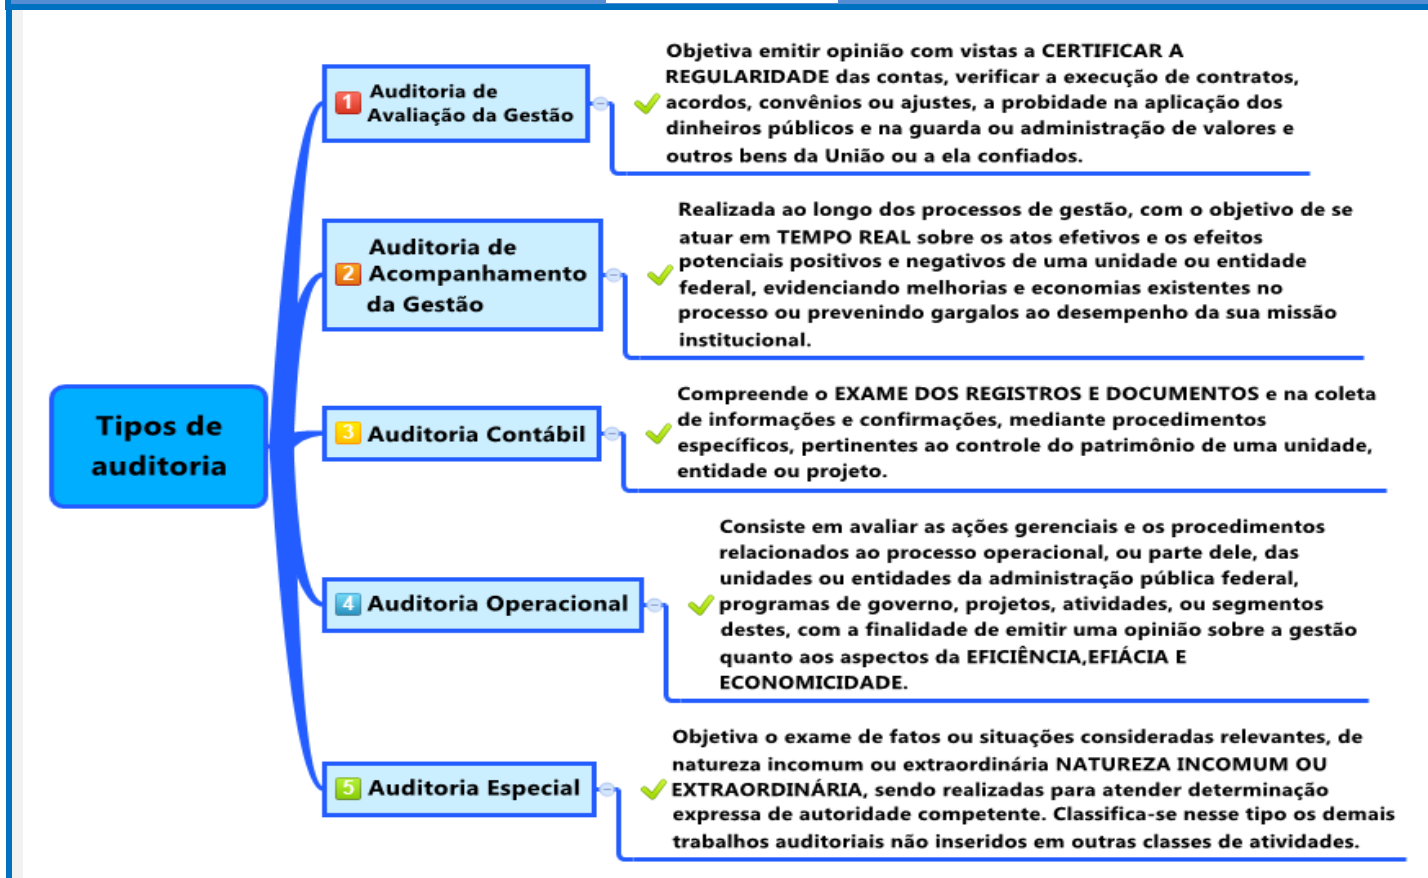 Tipos de
auditoria
1
Auditoria de
Avaliação da Gestão
Objetiva emitir opinião com vistas a CERTIFICAR A
REGULARIDADE das contas, verificar a execução de contratos,
acordos, convênios ou ajustes, a probidade na aplicação dos
dinheiros públicos e na guarda ou administração de valores e
outros bens da União ou a ela confiados.
2
Auditoria de
Acompanhamento
da Gestão
Realizada ao longo dos processos de gestão, com o objetivo de se
atuar em TEMPO REAL sobre os atos efetivos e os efeitos
potenciais positivos e negativos de uma unidade ou entidade
federal, evidenciando melhorias e economias existentes no
processo ou prevenindo gargalos ao desempenho da sua missão
institucional.
3
Auditoria Contábil
Compreende o EXAME DOS REGISTROS E DOCUMENTOS e na coleta
de informações e confirmações, mediante procedimentos
específicos, pertinentes ao controle do patrimônio de uma unidade,
entidade ou projeto.
4
Auditoria Operacional
Consiste em avaliar as ações gerenciais e os procedimentos
relacionados ao processo operacional, ou parte dele, das
unidades ou entidades da administração pública federal,
programas de governo, projetos, atividades, ou segmentos
destes, com a finalidade de emitir uma opinião sobre a gestão
quanto aos aspectos da EFICIÊNCIA,EFIÁCIA E
ECONOMICIDADE.
5
Auditoria Especial
Objetiva o exame de fatos ou situações consideradas relevantes, de
natureza incomum ou extraordinária NATUREZA INCOMUM OU
EXTRAORDINÁRIA, sendo realizadas para atender determinação
expressa de autoridade competente. Classifica-se nesse tipo os demais
trabalhos auditoriais não inseridos em outras classes de atividades.